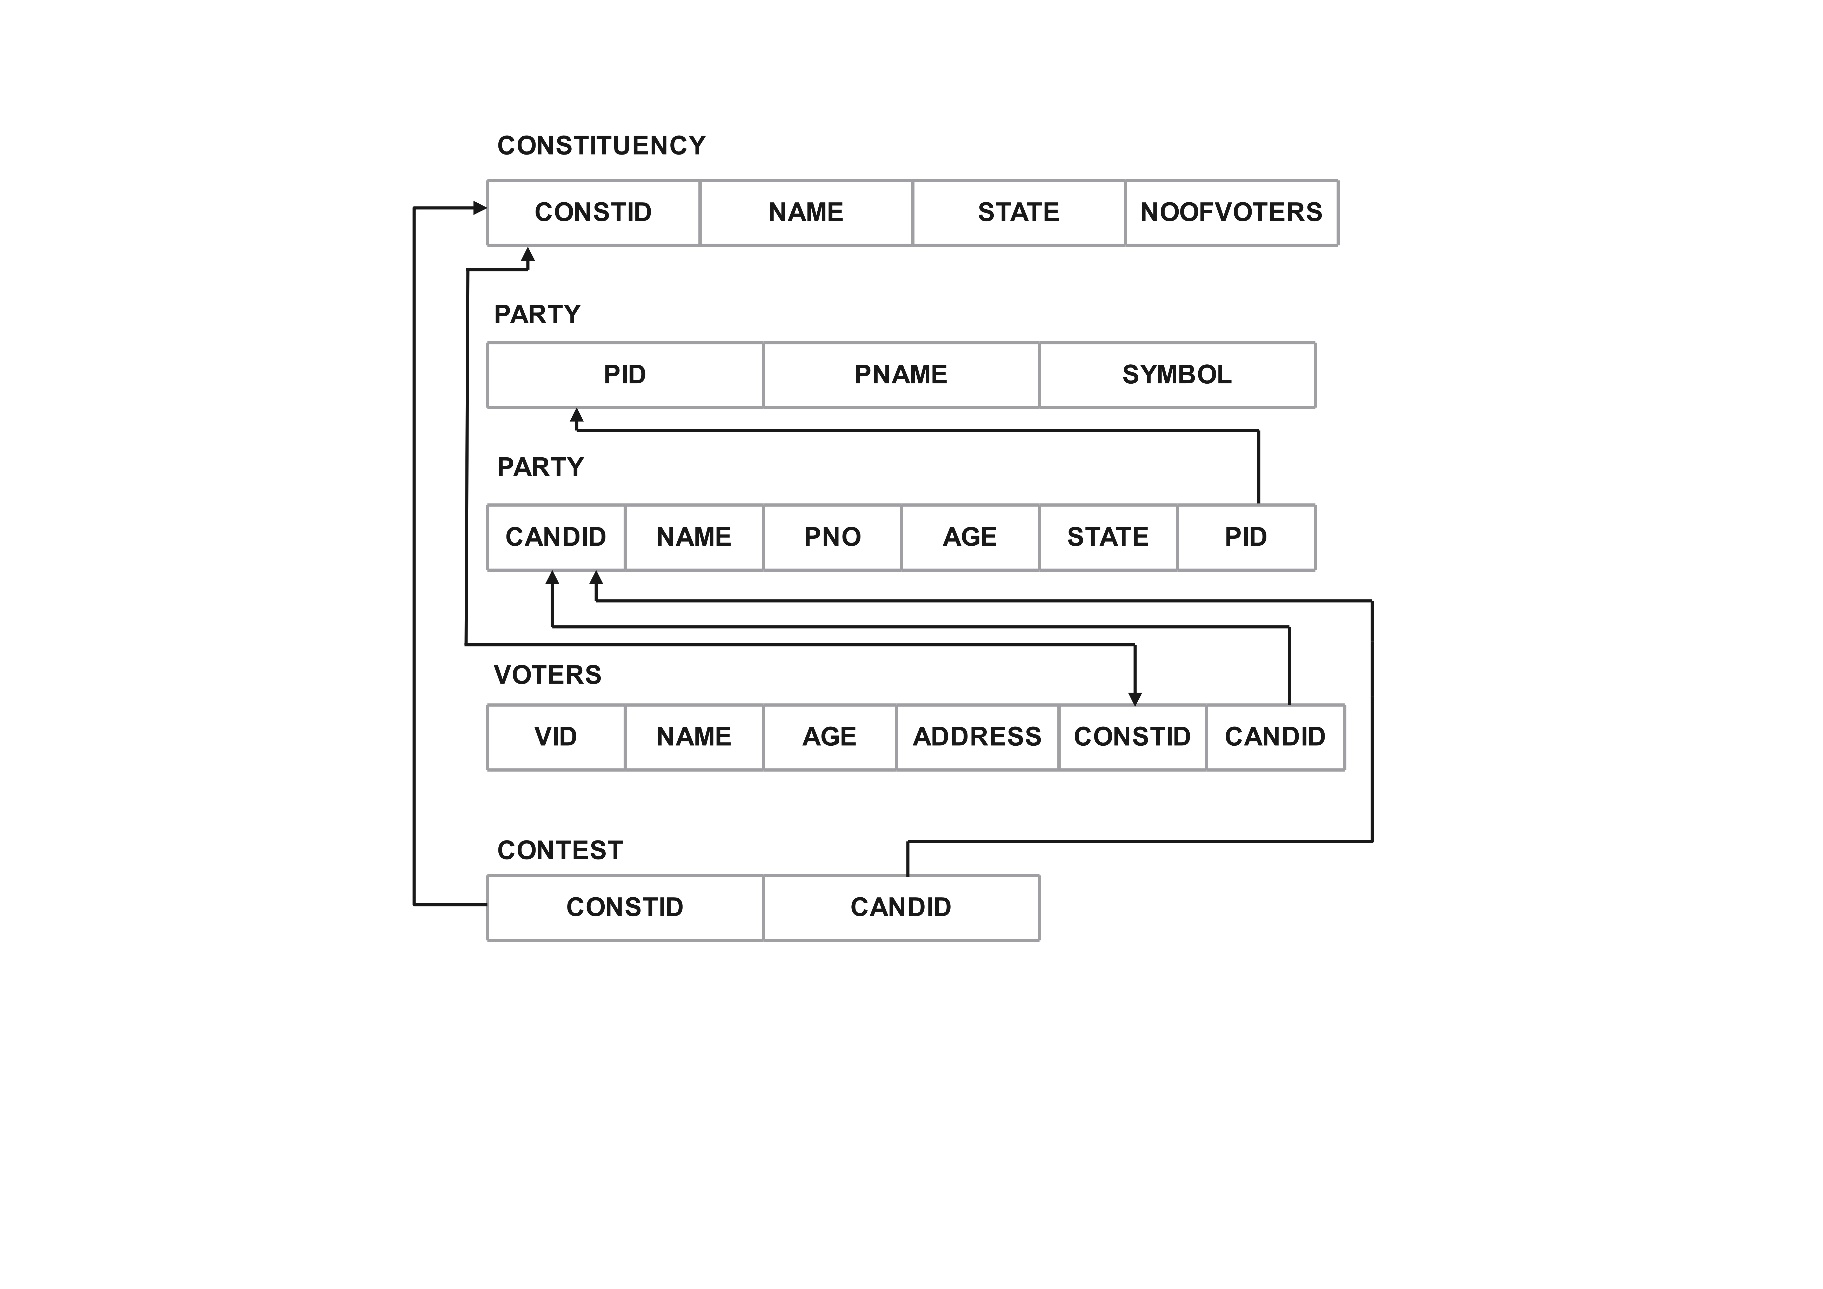 CONSTITUENCY
CONSTID NAME STATE NOOFVOTERS
PARTY
PID PNAME SYMBOL
PARTY
CANDID NAME PNO AGE STATE PID
VOTERS
VID NAME AGE ADDRESS CONSTID CANDID
CONTEST
CONSTID CANDID